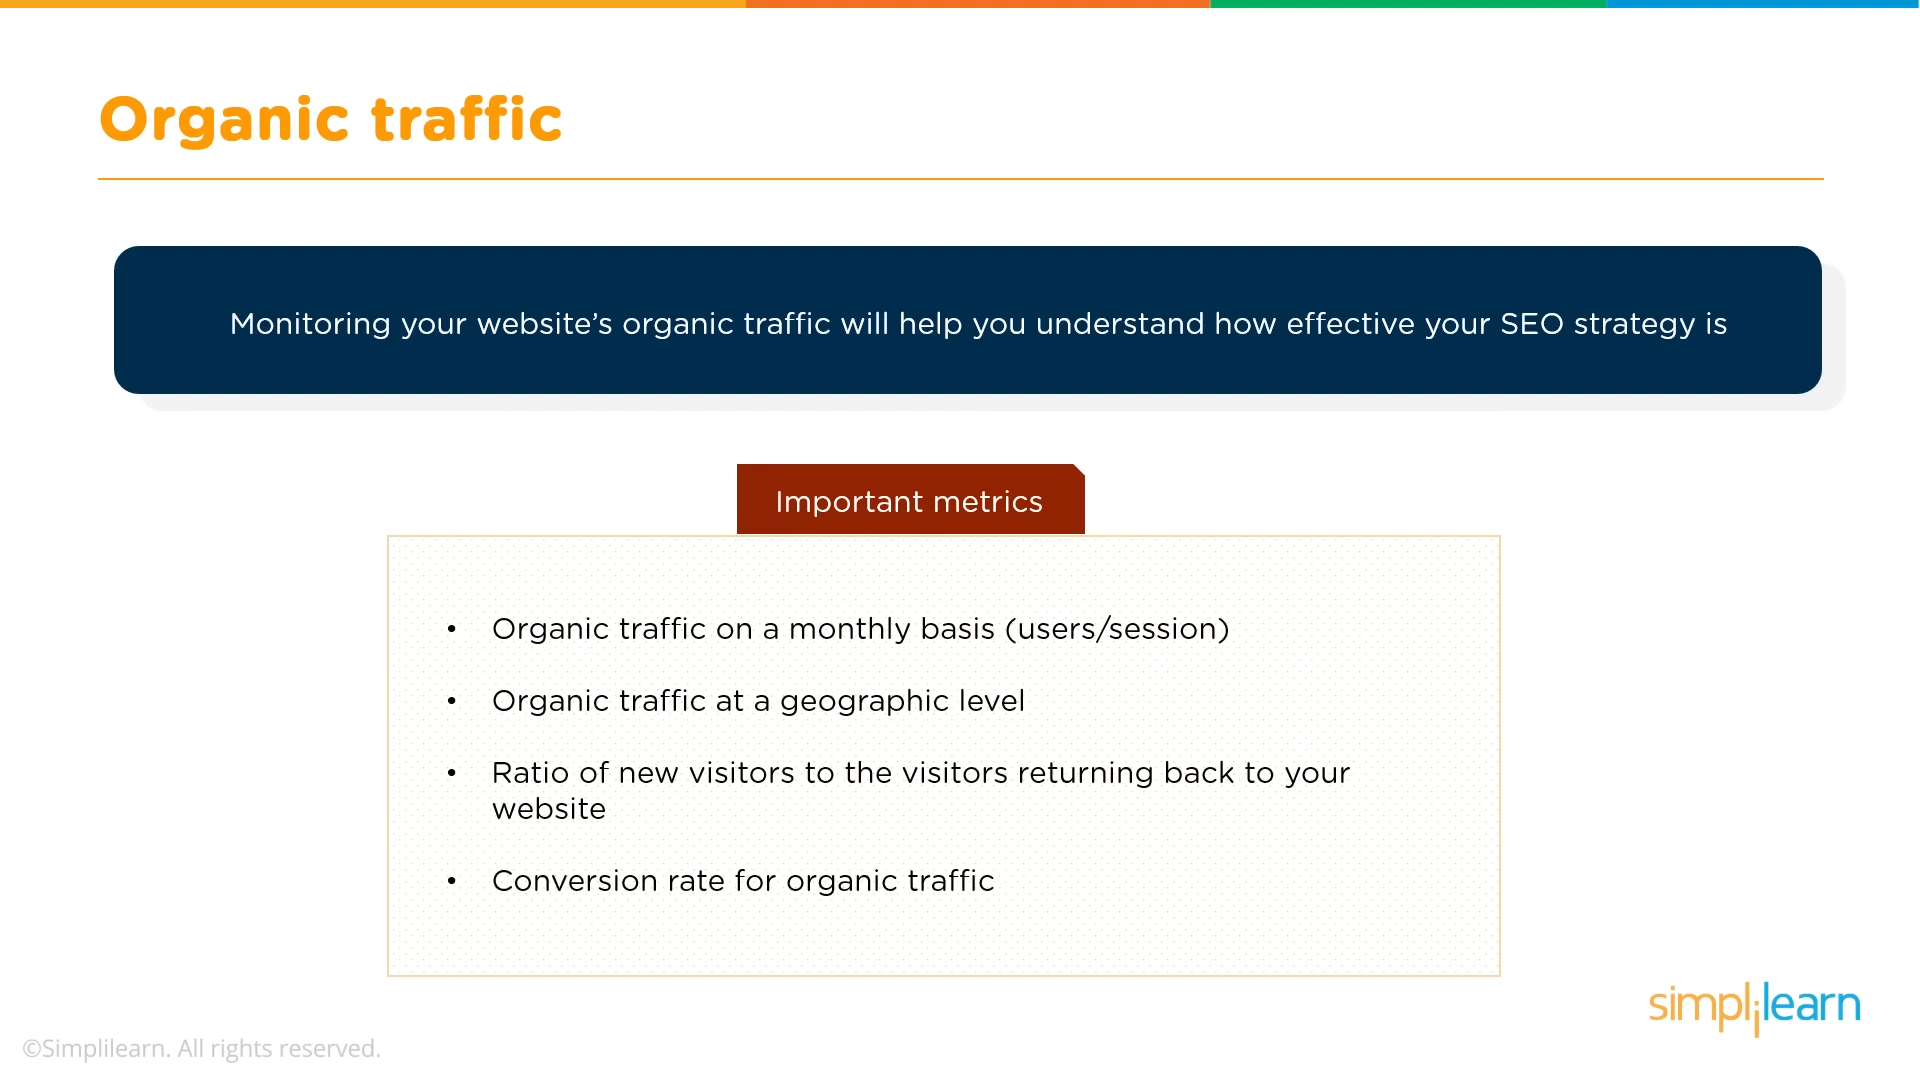 Organic traffic
Monitoring your website’s organic traffic will help you understand how effective your SEO strategy is
Important metrics
• Organic traffic on a monthly basis (users/session)
• Organic traffic at a geographic level
• Ratio of new visitors to the visitors returning back to your
website
• Conversion rate for organic traffic
simplilearn
©Simplilearn. All rights reserved.